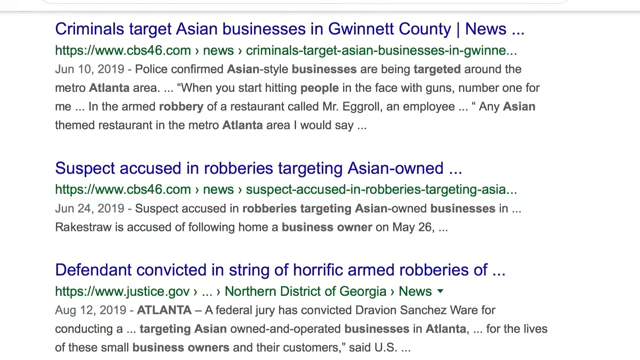 Criminals target Asian businesses in Gwinnett County | News ...
https://www.cbs46.com › news › criminals-target-asian-businesses-in-gwinne...
Jun 10, 2019 - Police confirmed Asian-style businesses are being targeted around the
metro Atlanta area. ... “When you start hitting people in the face with guns, number one for
me ... In the armed robbery of a restaurant called Mr. Eggroll, an employee ... “ Any Asian
themed restaurant in the metro Atlanta area I would say ...
Suspect accused in robberies targeting Asian-owned ...
https://www.cbs46.com › news › suspect-accused-in-robberies-targeting-asia...
Jun 24, 2019 - Suspect accused in robberies targeting Asian-owned businesses in ...
Rakestraw is accused of following home a business owner on May 26, ...
Defendant convicted in string of horrific armed robberies of ...
https://www.justice.gov › ... › Northern District of Georgia › News
Aug 12, 2019 - ATLANTA – A federal jury has convicted Dravion Sanchez Ware for
conducting a ... targeting Asian owned-and-operated businesses in Atlanta, ... for the lives
of these small business owners and their customers,” said U.S. ...